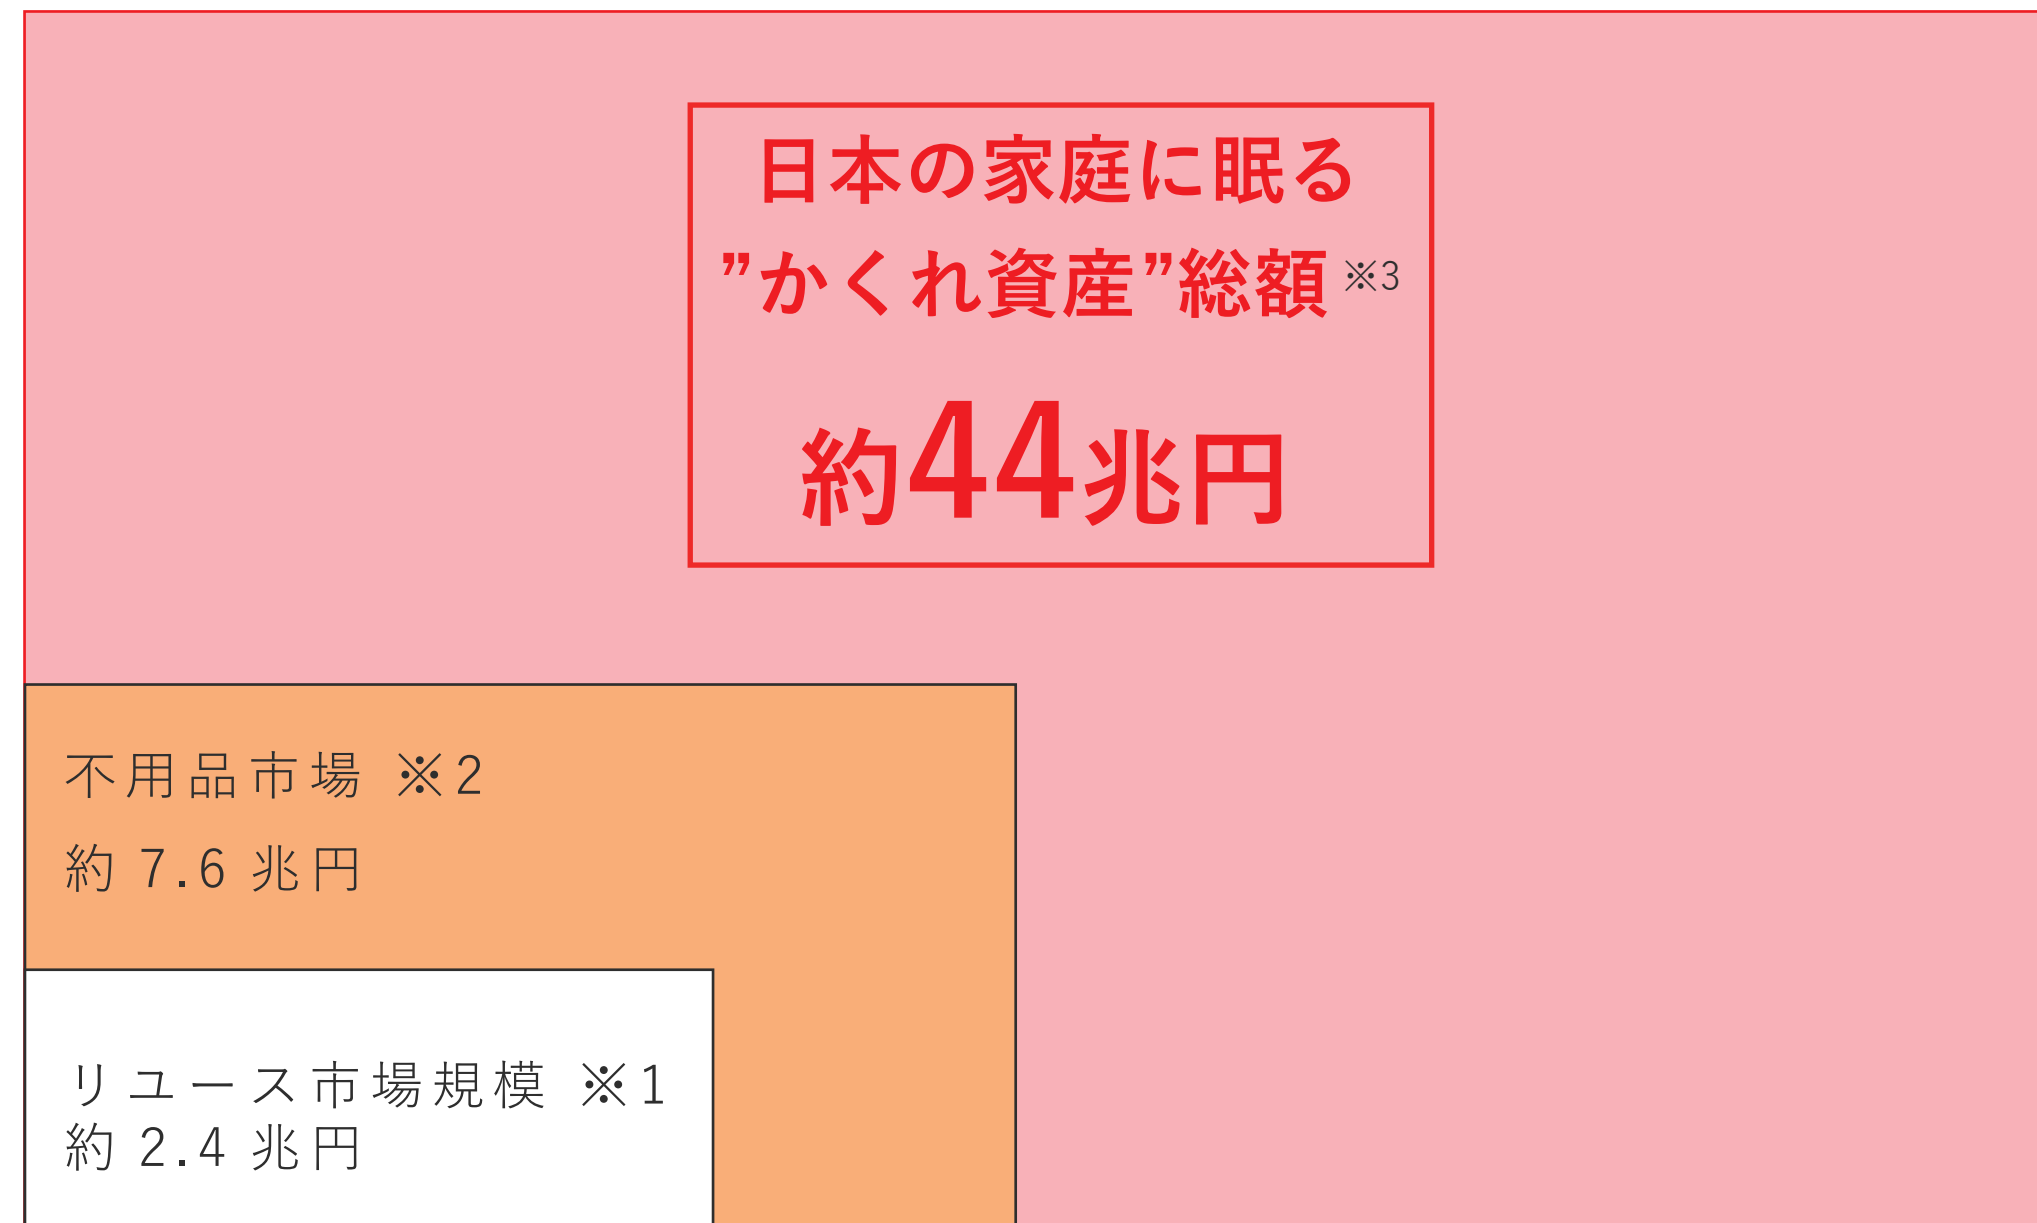 日本の家庭に眠る
”かくれ資産”総額 ※3
約44兆円
不用品市場 ※2
約 7.6 兆円
リユース市場規模 ※1
約 2.4 兆円